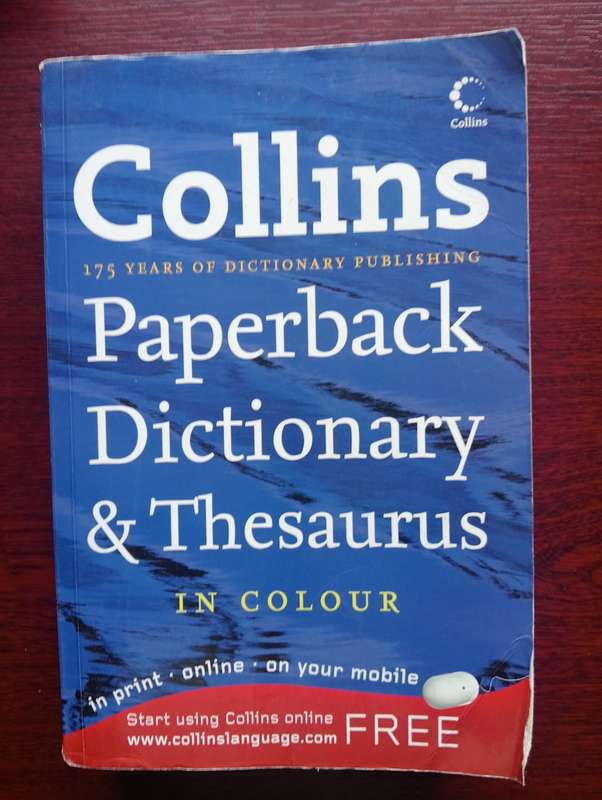 Collins
Collins
175 YEARS OF DICTIONARY PUBLISHING
Paperback
Dictionary
& Thesaurus
IN COLOUR
in print · online · on your mobile
Start using Collins online
www.collinslanguage.com FREE